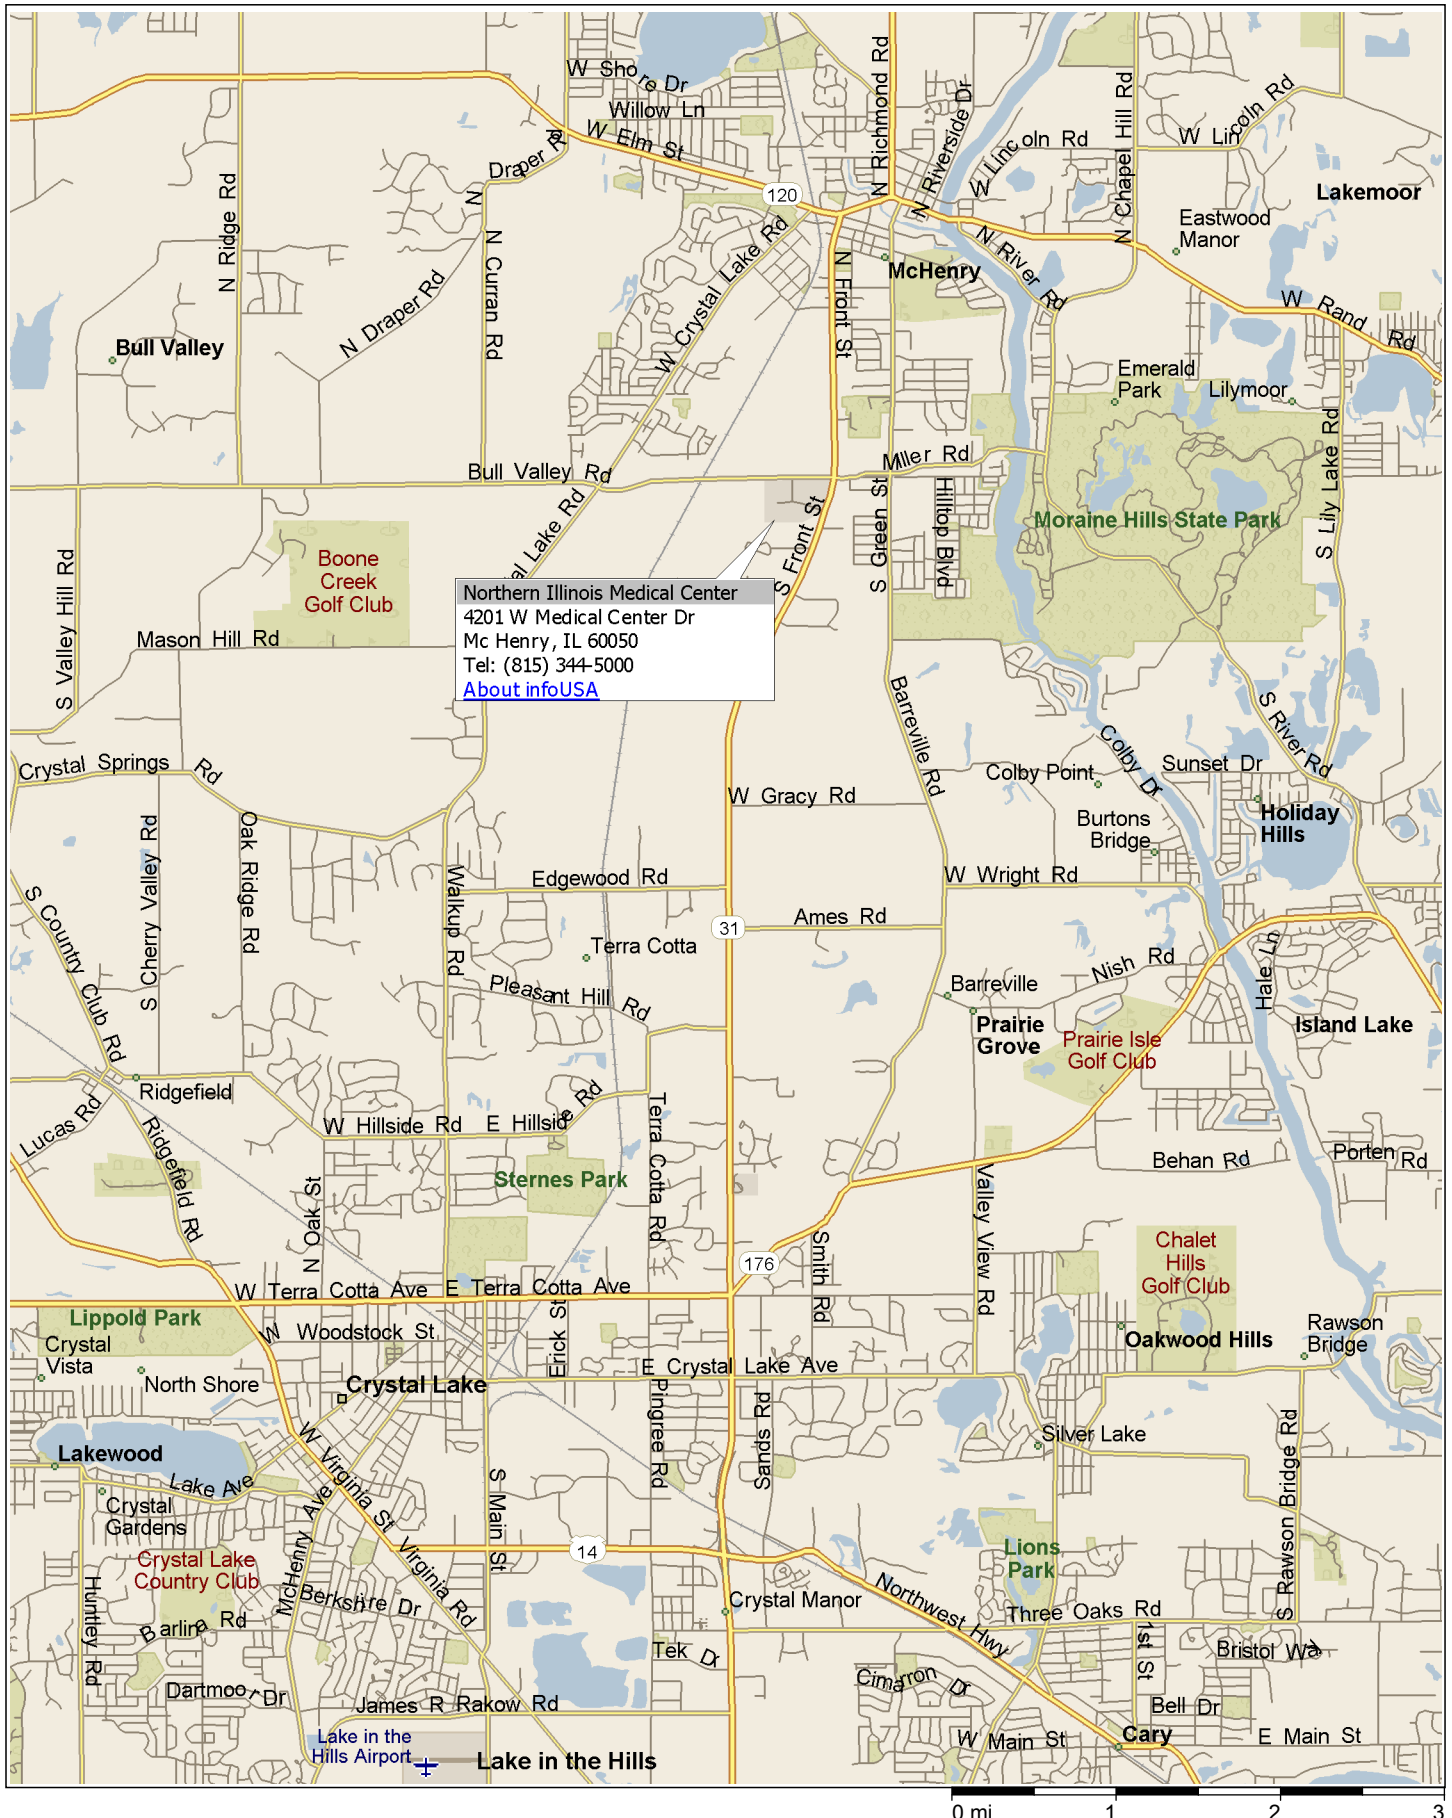 W Shore Dr
Willow Ln
W Elm St
N Draper Rd
120
N Richmond Rd
N Riverside Dr
W Lincoln Rd
N Chapel Hill Rd
W Lincoln Rd
Lakemoor
Eastwood
Manor
N Ridge Rd
N Curran Rd
N Draper Rd
W Crystal Lake Rd
N Front St
McHenry
N River Rd
W Rand Rd
Bull Valley
Emerald
Park
Lilymoor
S Lily Lake Rd
Bull Valley Rd
Miller Rd
Moraine Hills State Park
Hilltop Blvd
S Green St
S Front St
al Lake Rd
Boone
Creek
Golf Club
S Valley Hill Rd
Mason Hill Rd
Northern Illinois Medical Center
4201 W Medical Center Dr
Mc Henry, IL 60050
Tel: (815) 344-5000
About infoUSA
Barreville Rd
S River Rd
Crystal Springs Rd
Colby Dr
Colby Point
Sunset Dr
Holiday
Hills
W Gracy Rd
Burtons
Bridge
S Country Club Rd
S Cherry Valley Rd
Oak Ridge Rd
Walkup Rd
Edgewood Rd
W Wright Rd
31
Ames Rd
Terra Cotta
Nish Rd
Hale Ln
Pleasant Hill Rd
Barreville
Prairie
Grove
Prairie Isle
Golf Club
Island Lake
Ridgefield
Lucas Rd
Ridgefield Rd
W Hillside Rd
E Hillside Rd
Terra Cotta Rd
Sternes Park
N Oak St
Behan Rd
Porten Rd
Valley View Rd
Smith Rd
Chalet
Hills
Golf Club
176
W Terra Cotta Ave
E Terra Cotta Ave
Lippold Park
W Woodstock St
Erick St
Crystal
Vista
North Shore
Crystal Lake
E Crystal Lake Ave
Oakwood Hills
Rawson
Bridge
Pingree Rd
Sands Rd
Silver Lake
Lakewood
W Virginia St
Lake Ave
Crystal
Gardens
McHenry Ave
S Main St
S Rawson Bridge Rd
14
Crystal Lake
Country Club
Virginia Rd
Lions
Park
Huntley Rd
Berkshire Dr
Barlina Rd
Crystal Manor
Northwest Hwy
Three Oaks Rd
1st St
Bristol Wa
Tek Dr
Cimarron Dr
Dartmoor Dr
James R Rakow Rd
Bell Dr
Lake in the
Hills Airport
Lake in the Hills
W Main St
Cary
E Main St
0 mi 1 2 3